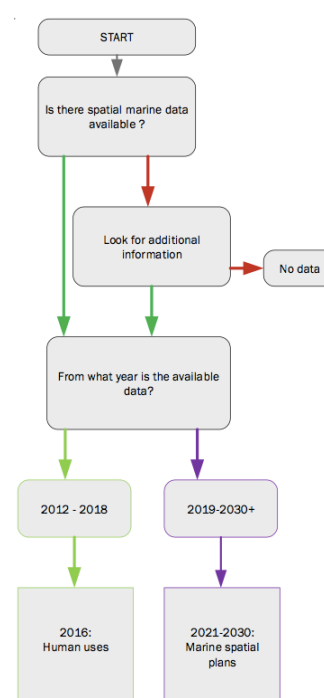 START
Is there spatial marine data
available ?
Look for additional
information
No data
From what year is the available
data?
2012 - 2018
2019-2030+
2016:
Human uses
2021-2030:
Marine spatial
plans